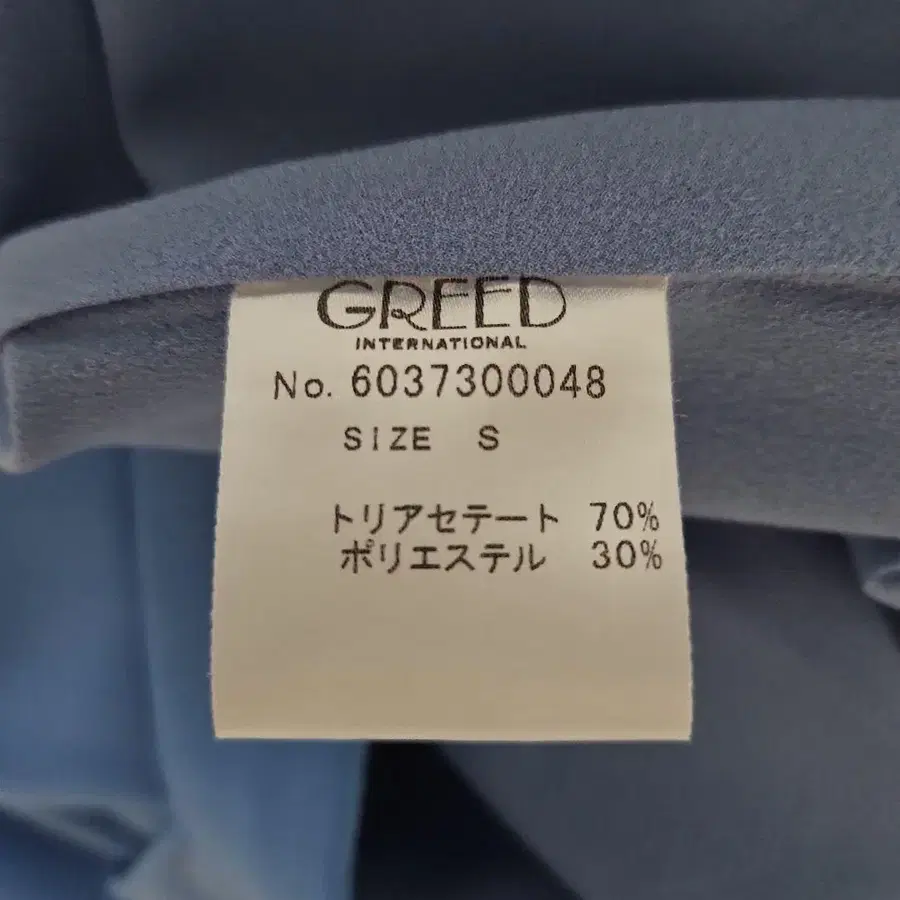 GREED
INTERNATIONAL
No. 6037300048
SIZE S
トリアセテート 70%
ポリエステル 30%